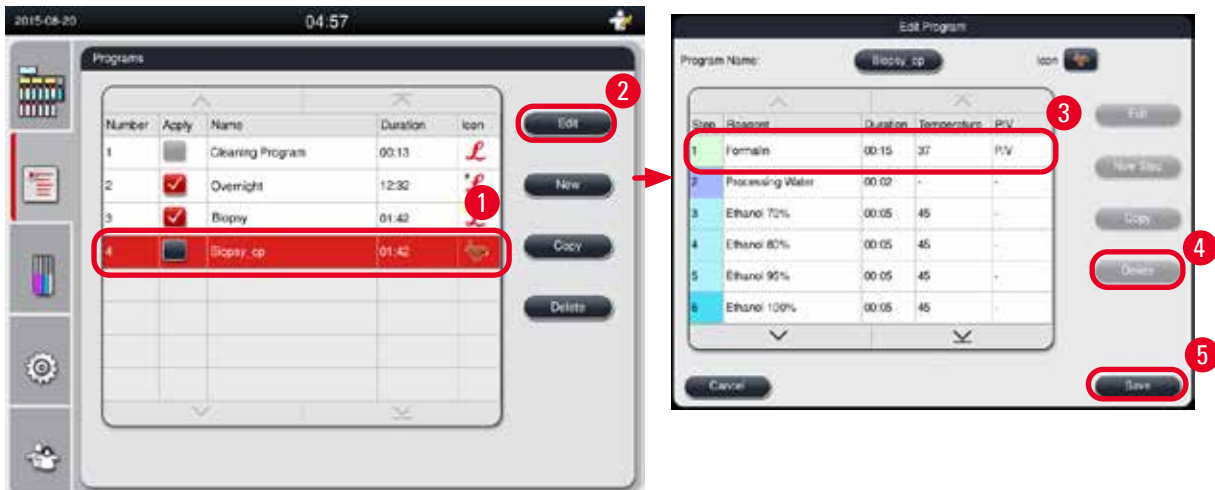 2015-08-20 04:57
Programs
Number Apply Name Duration Icon
1 Cleaning Program 00:13 L
2 Overnight 12:32 L
3 Biopsy 01:42 L
4 Biopsy_cp 01:42
Edit
New
Copy
Delete
1
2
Edit Program
Program Name: Biopsy_cp Icon
Step Reagent Duration Temperature P/V
1 Formalin 00:15 37 P/V
2 Processing Water 00:02 - -
3 Ethanol 70% 00:05 45 -
4 Ethanol 80% 00:05 45 -
5 Ethanol 95% 00:05 45 -
6 Ethanol 100% 00:05 45 -
Edit
New Step
Copy
Delete
Cancel
Save
3
4
5